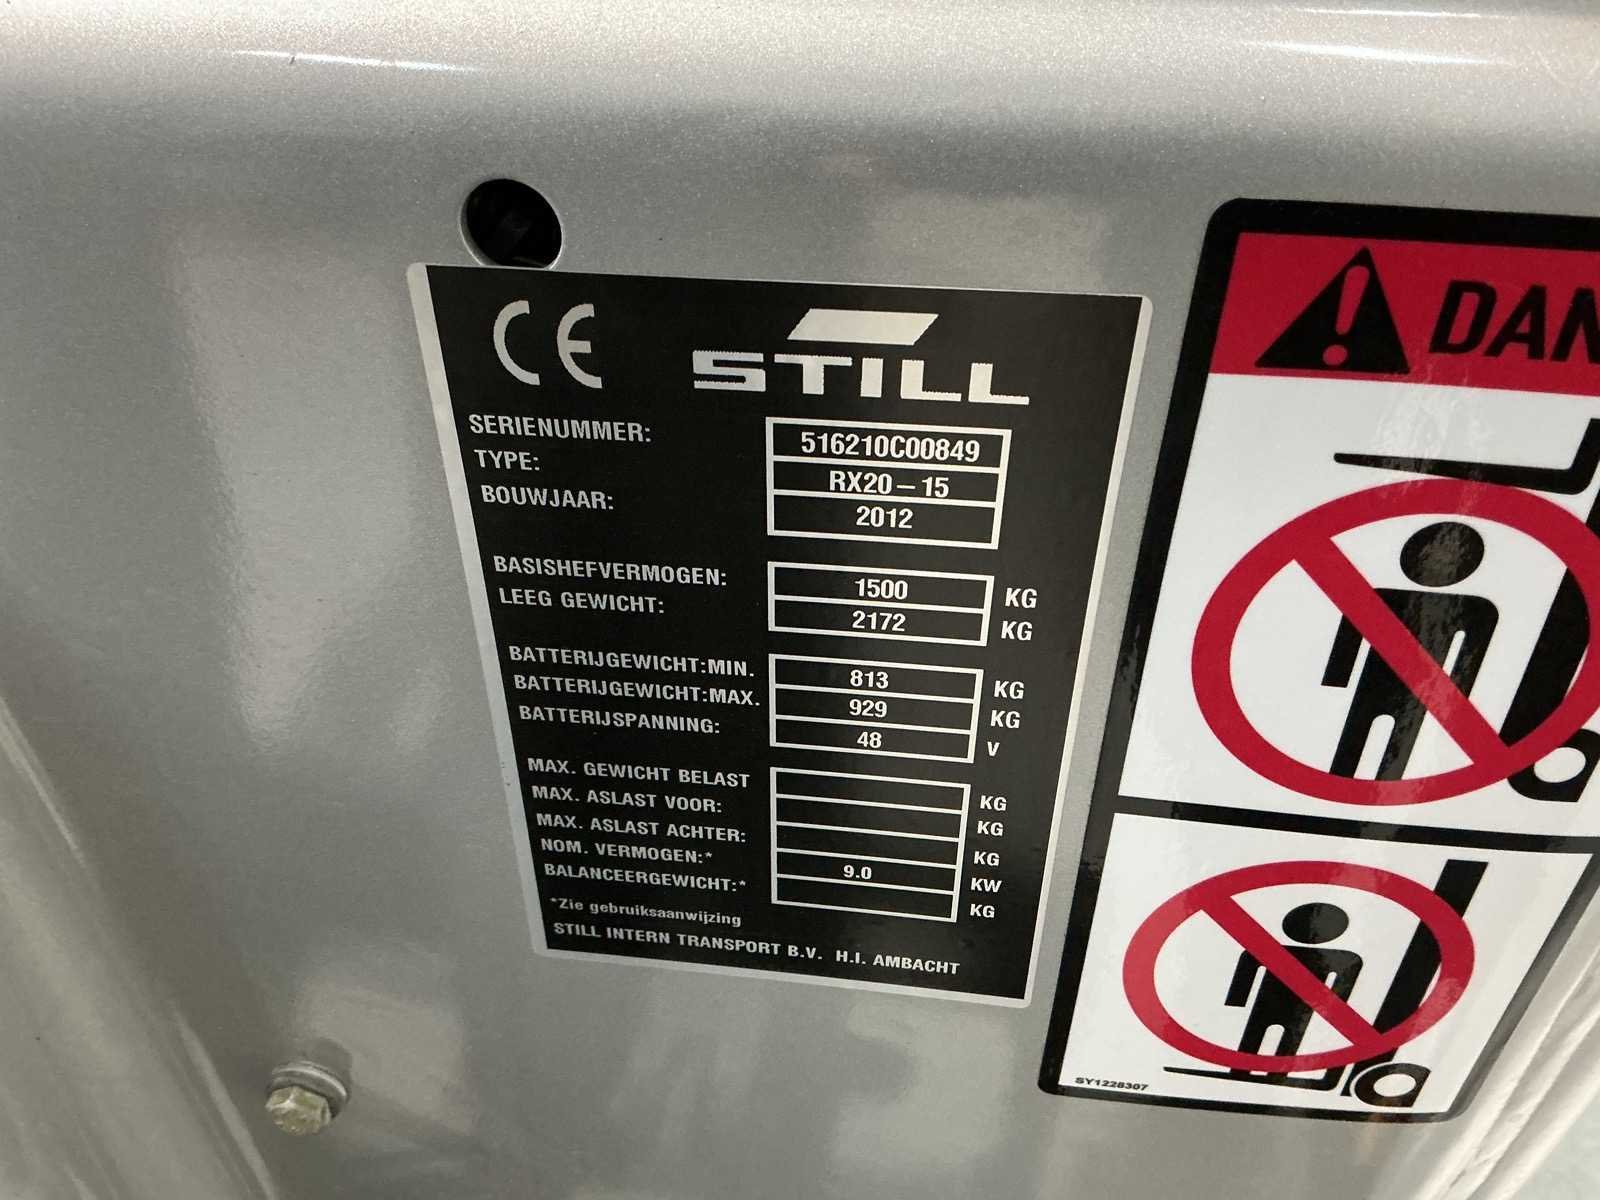 CE STILL
SERIENUMMER: 516210C00849
TYPE: RX20-15
BOUWJAAR: 2012
BASISHEFVERMOGEN: 1500 KG
LEEG GEWICHT: 2172 KG
BATTERIJGEWICHT:MIN. 813 KG
BATTERIJGEWICHT:MAX. 929 KG
BATTERIJSPANNING: 48 V
MAX. GEWICHT BELAST KG
MAX. ASLAST VOOR: KG
MAX. ASLAST ACHTER: KG
NOM. VERMOGEN:* 9.0 KW
BALANCEERGEWICHT:* KG
*Zie gebruiksaanwijzing
STILL INTERN TRANSPORT B.V. H.I. AMBACHT
DAN
SY1228307